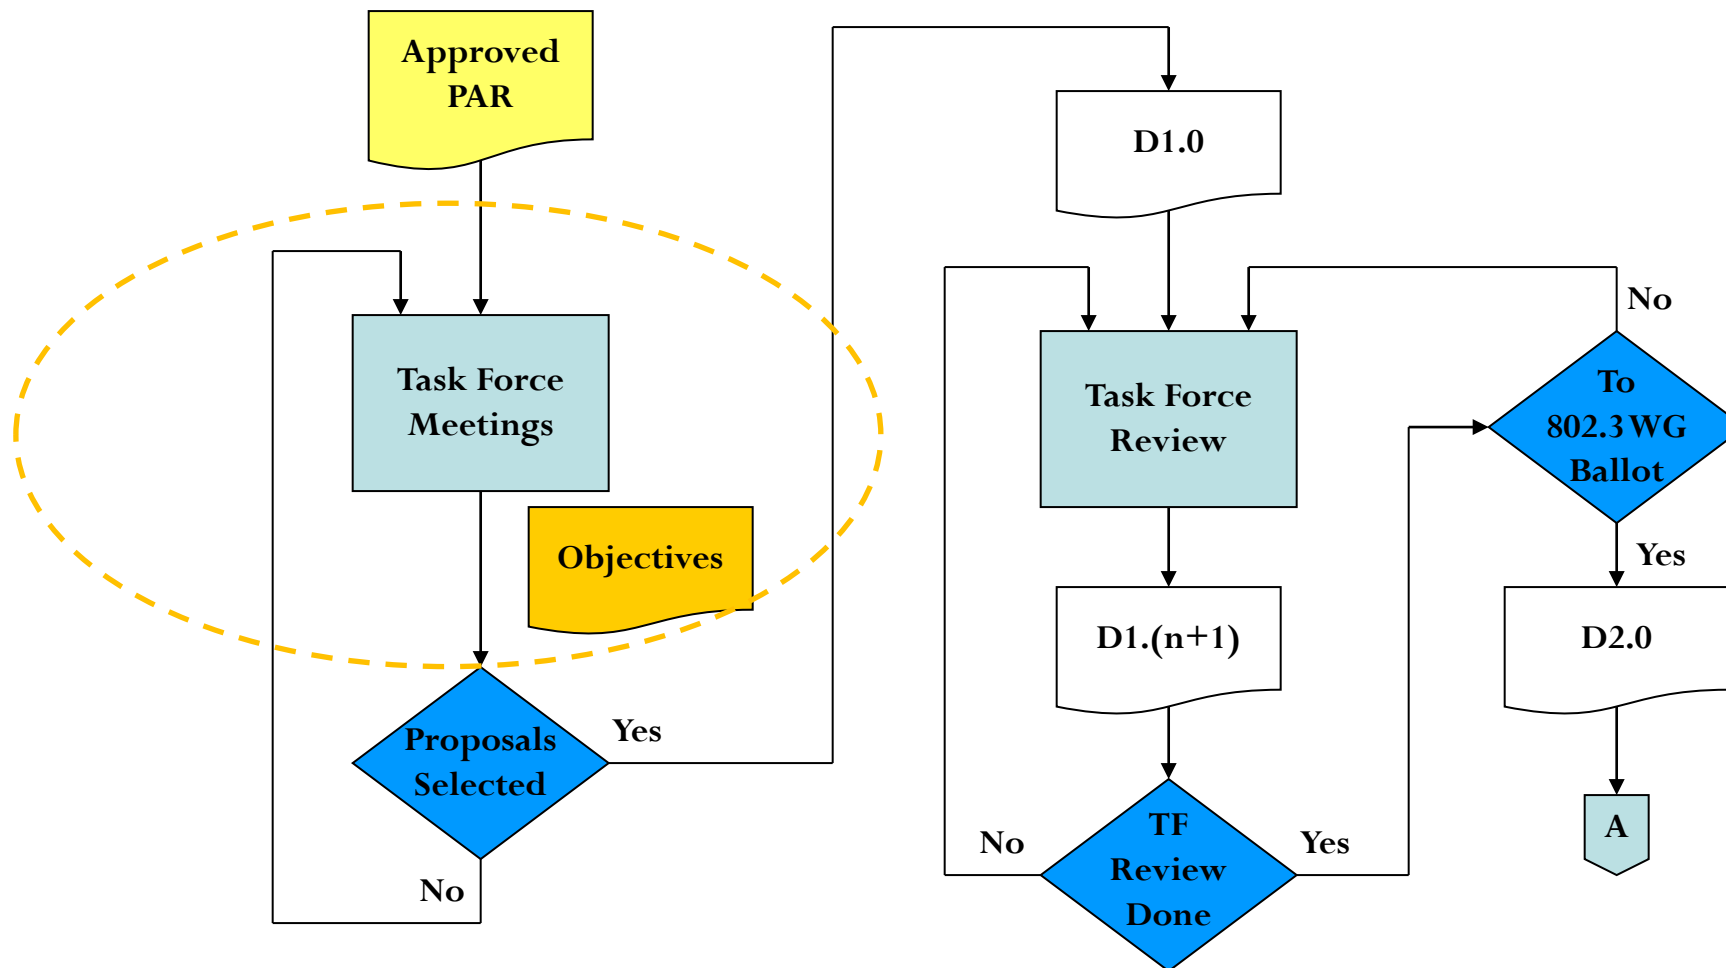 Approved
PAR
Task Force
Meetings
Objectives
Proposals
Selected
Yes
No
D1.0
Task Force
Review
D1.(n+1)
TF
Review
Done
No
Yes
To
802.3 WG
Ballot
No
Yes
D2.0
A